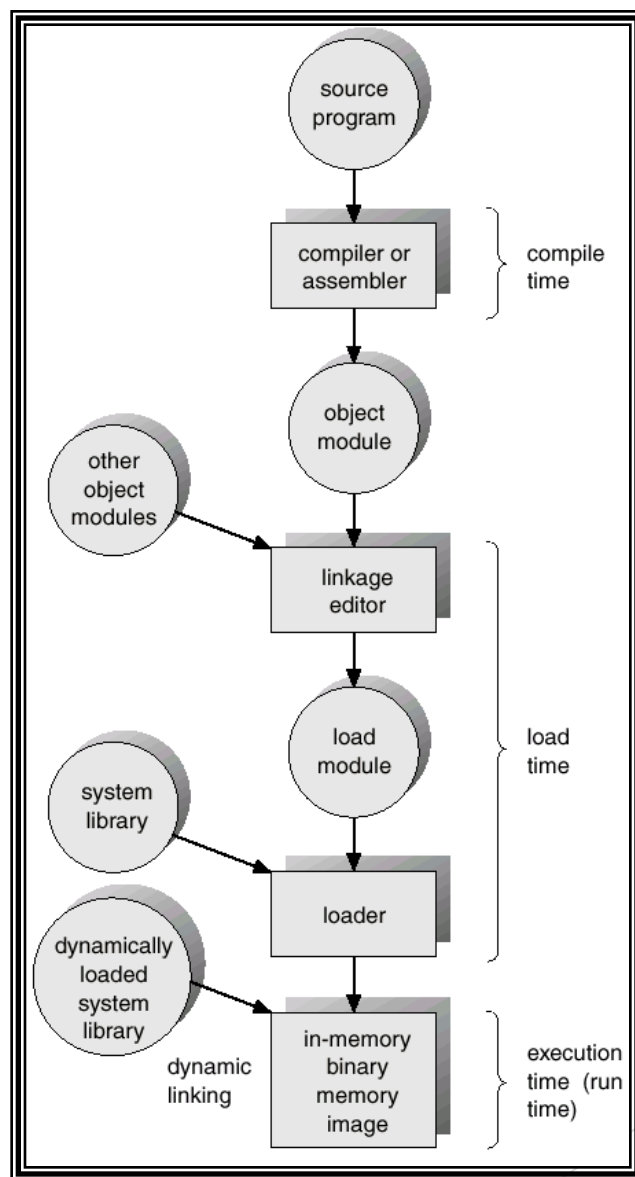 source
program
compiler or
assembler
compile
time
object
module
other
object
modules
linkage
editor
load
module
load
time
system
library
loader
dynamically
loaded
system
library
dynamic
linking
in-memory
binary
memory
image
execution
time (run
time)